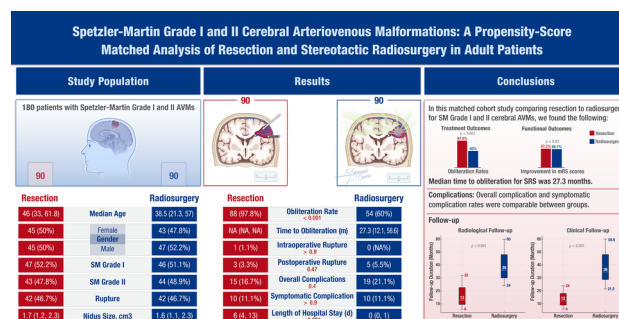 Spetzler-Martin Grade I and II Cerebral Arteriovenous Malformations: A Propensity-Score
Matched Analysis of Resection and Stereotactic Radiosurgery in Adult Patients
Study Population
180 patients with Spetzler-Martin Grade I and II AVMs
90
90
Resection
Radiosurgery
46 (33, 61.8) Median Age 38.5 (21.3, 57)
Gender
45 (50%) Female 43 (47.8%)
45 (50%) Male 47 (52.2%)
47 (52.2%) SM Grade I 46 (51.1%)
43 (47.8%) SM Grade II 44 (48.9%)
42 (46.7%) Rupture 42 (46.7%)
1.7 (1.2, 2.3) Nidus Size, cm3 1.6 (1.1, 2.3)
Results
90
90
Resection
Radiosurgery
88 (97.8%) Obliteration Rate 54 (60%)
< 0.001
NA (NA, NA) Time to Obliteration (m) 27.3 (12.1, 58.6)
1 (1.1%) Intraoperative Rupture 0 (NA%)
> 0.9
3 (3.3%) Postoperative Rupture 5 (5.5%)
0.47
15 (16.7%) Overall Complications 19 (21.1%)
0.4
10 (11.1%) Symptomatic Complication 10 (11.1%)
> 0.9
6 (4, 13) Length of Hospital Stay (d) 0 (0, 1)
Conclusions
In this matched cohort study comparing resection to radiosurger
for SM Grade I and II cerebral AVMs, we found the following:
Treatment Outcomes
Functional Outcomes
Resection
Radiosurge
Obliteration Rates
Improvement in mRS scores
Median time to obliteration for SRS was 27.3 months.
Complications: Overall complication and symptomatic
complication rates were comparable between groups.
Follow-up
Radiological Follow-up
Clinical Follow-up
Follow-up Duration (Months)
Follow-up Duration (Months)
Resection
Radiosurgery
Resection
Radiosurgery